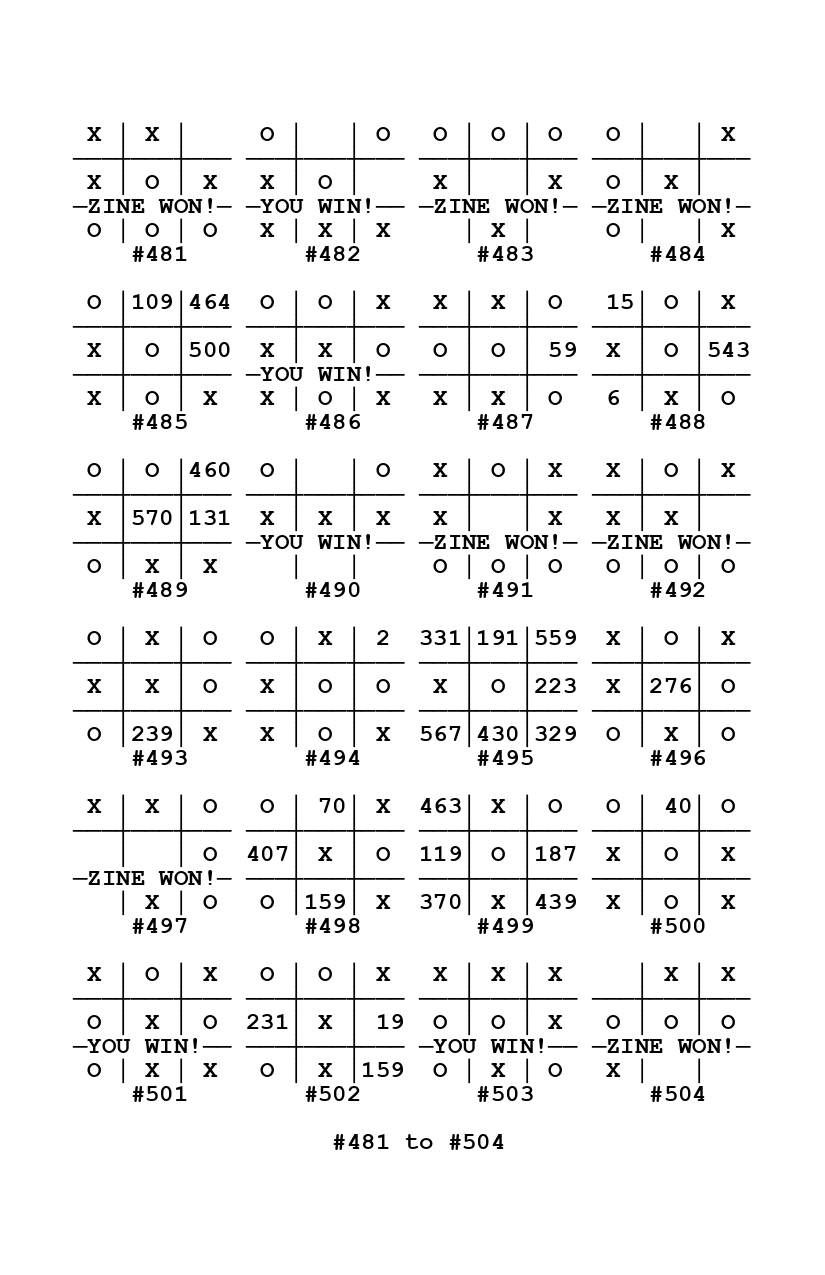 X | X | O | | O O | O | O O | | X
X | O | X X | O | X | | X O | X |
ZINE WON! YOU WIN! ZINE WON! ZINE WON!
O | O | O X | X | X | X | O | | X
#481 #482 #483 #484
O |109|464 O | O | X X | X | O 15| O | X
X | O |500 X | X | O O | O | 59 X | O |543
YOU WIN!
X | O | X X | O | X X | X | O 6 | X | O
#485 #486 #487 #488
O | O |460 O | | O X | O | X X | O | X
X |570|131 X | X | X X | | X X | X |
YOU WIN! ZINE WON! ZINE WON!
O | X | X | | O | O | O O | O | O
#489 #490 #491 #492
O | X | O O | X | 2 331|191|559 X | O | X
X | X | O X | O | O X | O |223 X |276| O
O |239| X X | O | X 567|430|329 O | X | O
#493 #494 #495 #496
X | X | O O | 70| X 463| X | O O | 40| O
| | O 407| X | O 119| O |187 X | O | X
ZINE WON!
| X | O O |159| X 370| X |439 X | O | X
#497 #498 #499 #500
X | O | X O | O | X X | X | X | X | X
O | X | O 231| X | 19 O | O | X O | O | O
YOU WIN! YOU WIN! ZINE WON!
O | X | X O | X |159 O | X | O X | |
#501 #502 #503 #504
#481 to #504